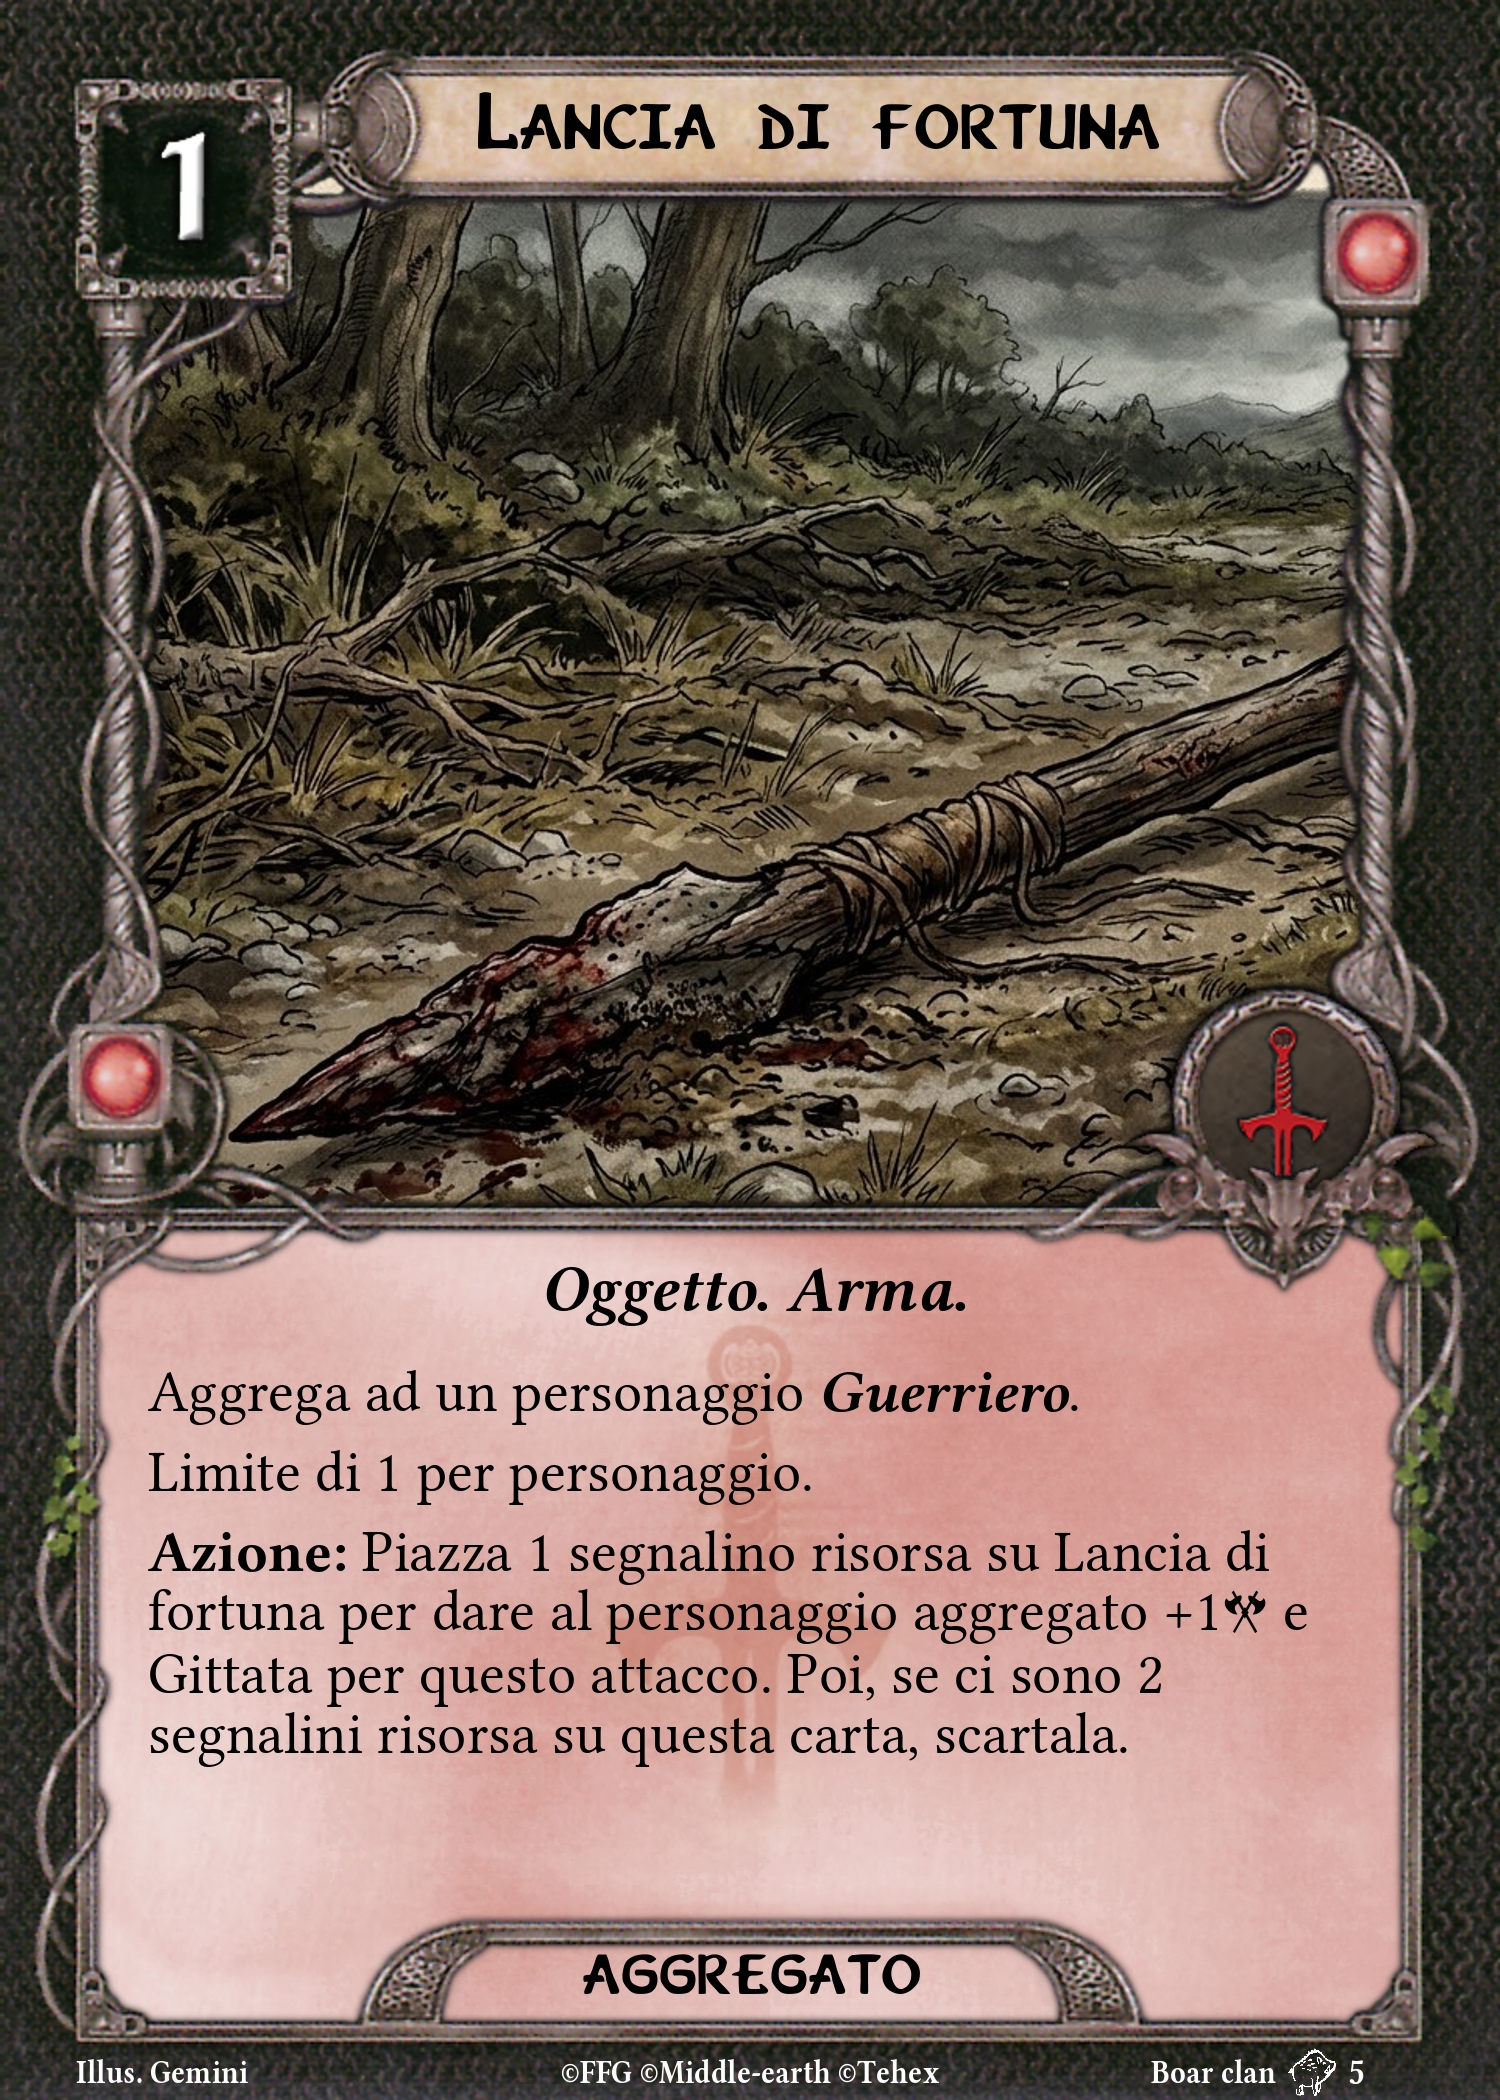 1
Lancia di fortuna
Oggetto. Arma.
Aggrega ad un personaggio Guerriero.
Limite di 1 per personaggio.
Azione: Piazza 1 segnalino risorsa su Lancia di
fortuna per dare al personaggio aggregato +1 e
Gittata per questo attacco. Poi, se ci sono 2
segnalini risorsa su questa carta, scartala.
AGGREGATO
Illus. Gemini ©FFG ©Middle-earth ©Tehex Boar clan 5